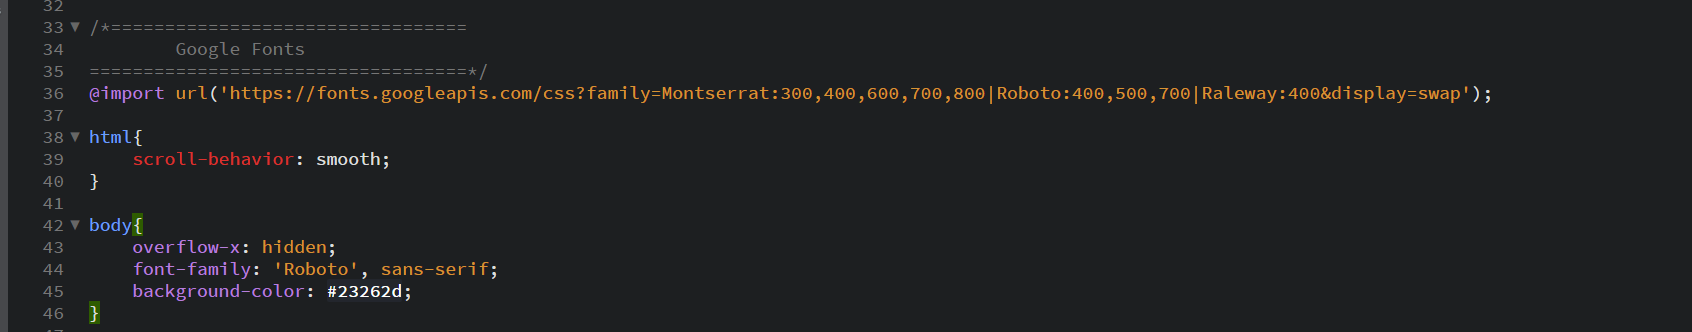 32
33 ▼ /*=================================
34         Google Fonts
35 ===================================*/
36 @import url('https://fonts.googleapis.com/css?family=Montserrat:300,400,600,700,800|Roboto:400,500,700|Raleway:400&display=swap');
37
38 ▼ html{
39     scroll-behavior: smooth;
40 }
41
42 ▼ body{
43     overflow-x: hidden;
44     font-family: 'Roboto', sans-serif;
45     background-color: #23262d;
46 }